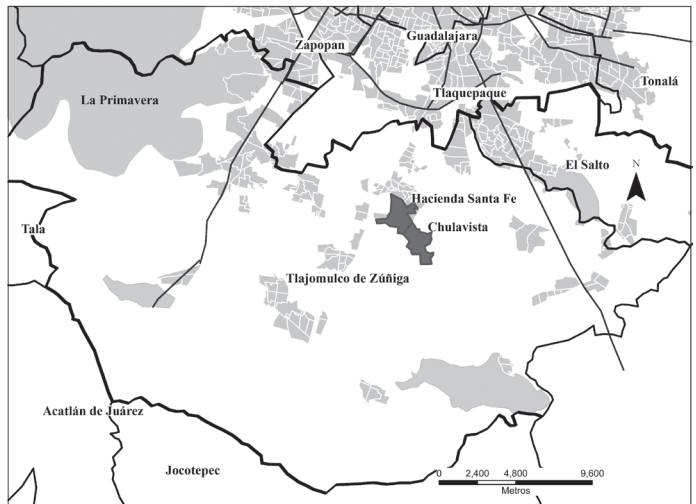 Zapopan
Guadalajara
Tonalá
La Primavera
Tlaquepaque
El Salto
N
Hacienda Santa Fe
Tala
Chulavista
Tlajomulco de Zúñiga
Acatlán de Juárez
Jocotepec
0 2,400 4,800 9,600
Metros